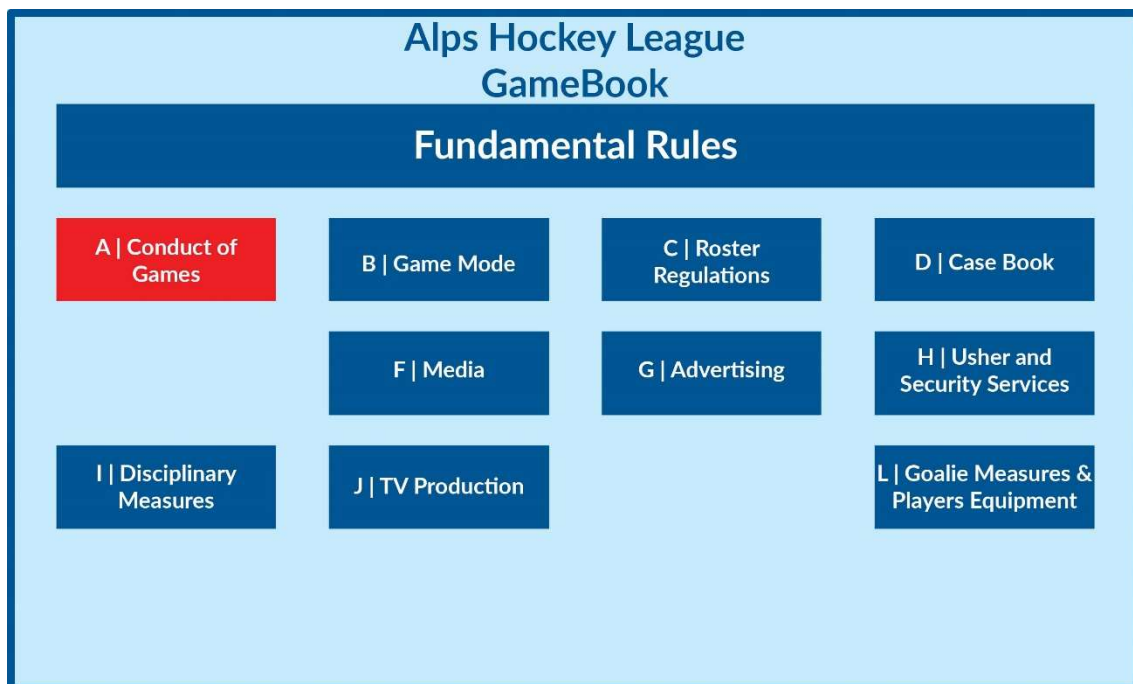 Alps Hockey League
GameBook
Fundamental Rules
A | Conduct of
Games
B | Game Mode
C | Roster
Regulations
D | Case Book
F | Media
G | Advertising
H | Usher and
Security Services
I | Disciplinary
Measures
J | TV Production
L | Goalie Measures &
Players Equipment